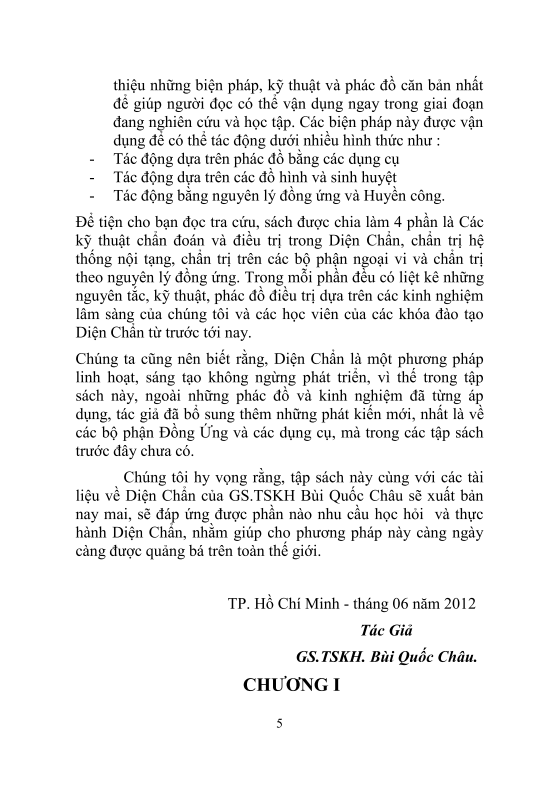 thiệu những biện pháp, kỹ thuật và phác đồ căn bản nhất
để giúp người đọc có thể vận dụng ngay trong giai đoạn
đang nghiên cứu và học tập. Các biện pháp này được vận
dụng để có thể tác động dưới nhiều hình thức như :
- Tác động dựa trên phác đồ bằng các dụng cụ
- Tác động dựa trên các đồ hình và sinh huyệt
- Tác động bằng nguyên lý đồng ứng và Huyền công.
Để tiện cho bạn đọc tra cứu, sách được chia làm 4 phần là Các
kỹ thuật chẩn đoán và điều trị trong Diện Chẩn, chẩn trị hệ
thống nội tạng, chẩn trị trên các bộ phận ngoại vi và chẩn trị
theo nguyên lý đồng ứng. Trong mỗi phần đều có liệt kê những
nguyên tắc, kỹ thuật, phác đồ điều trị dựa trên các kinh nghiệm
lâm sàng của chúng tôi và các học viên của các khóa đào tạo
Diện Chẩn từ trước tới nay.
Chúng ta cũng nên biết rằng, Diện Chẩn là một phương pháp
linh hoạt, sáng tạo không ngừng phát triển, vì thế trong tập
sách này, ngoài những phác đồ và kinh nghiệm đã từng áp
dụng, tác giả đã bổ sung thêm những phát kiến mới, nhất là về
các bộ phận Đồng Ứng và các dụng cụ, mà trong các tập sách
trước đây chưa có.
Chúng tôi hy vọng rằng, tập sách này cùng với các tài
liệu về Diện Chẩn của GS.TSKH Bùi Quốc Châu sẽ xuất bản
nay mai, sẽ đáp ứng được phần nào nhu cầu học hỏi và thực
hành Diện Chẩn, nhằm giúp cho phương pháp này càng ngày
càng được quảng bá trên toàn thế giới.
TP. Hồ Chí Minh - tháng 06 năm 2012
Tác Giả
GS.TSKH. Bùi Quốc Châu.
CHƯƠNG I
5